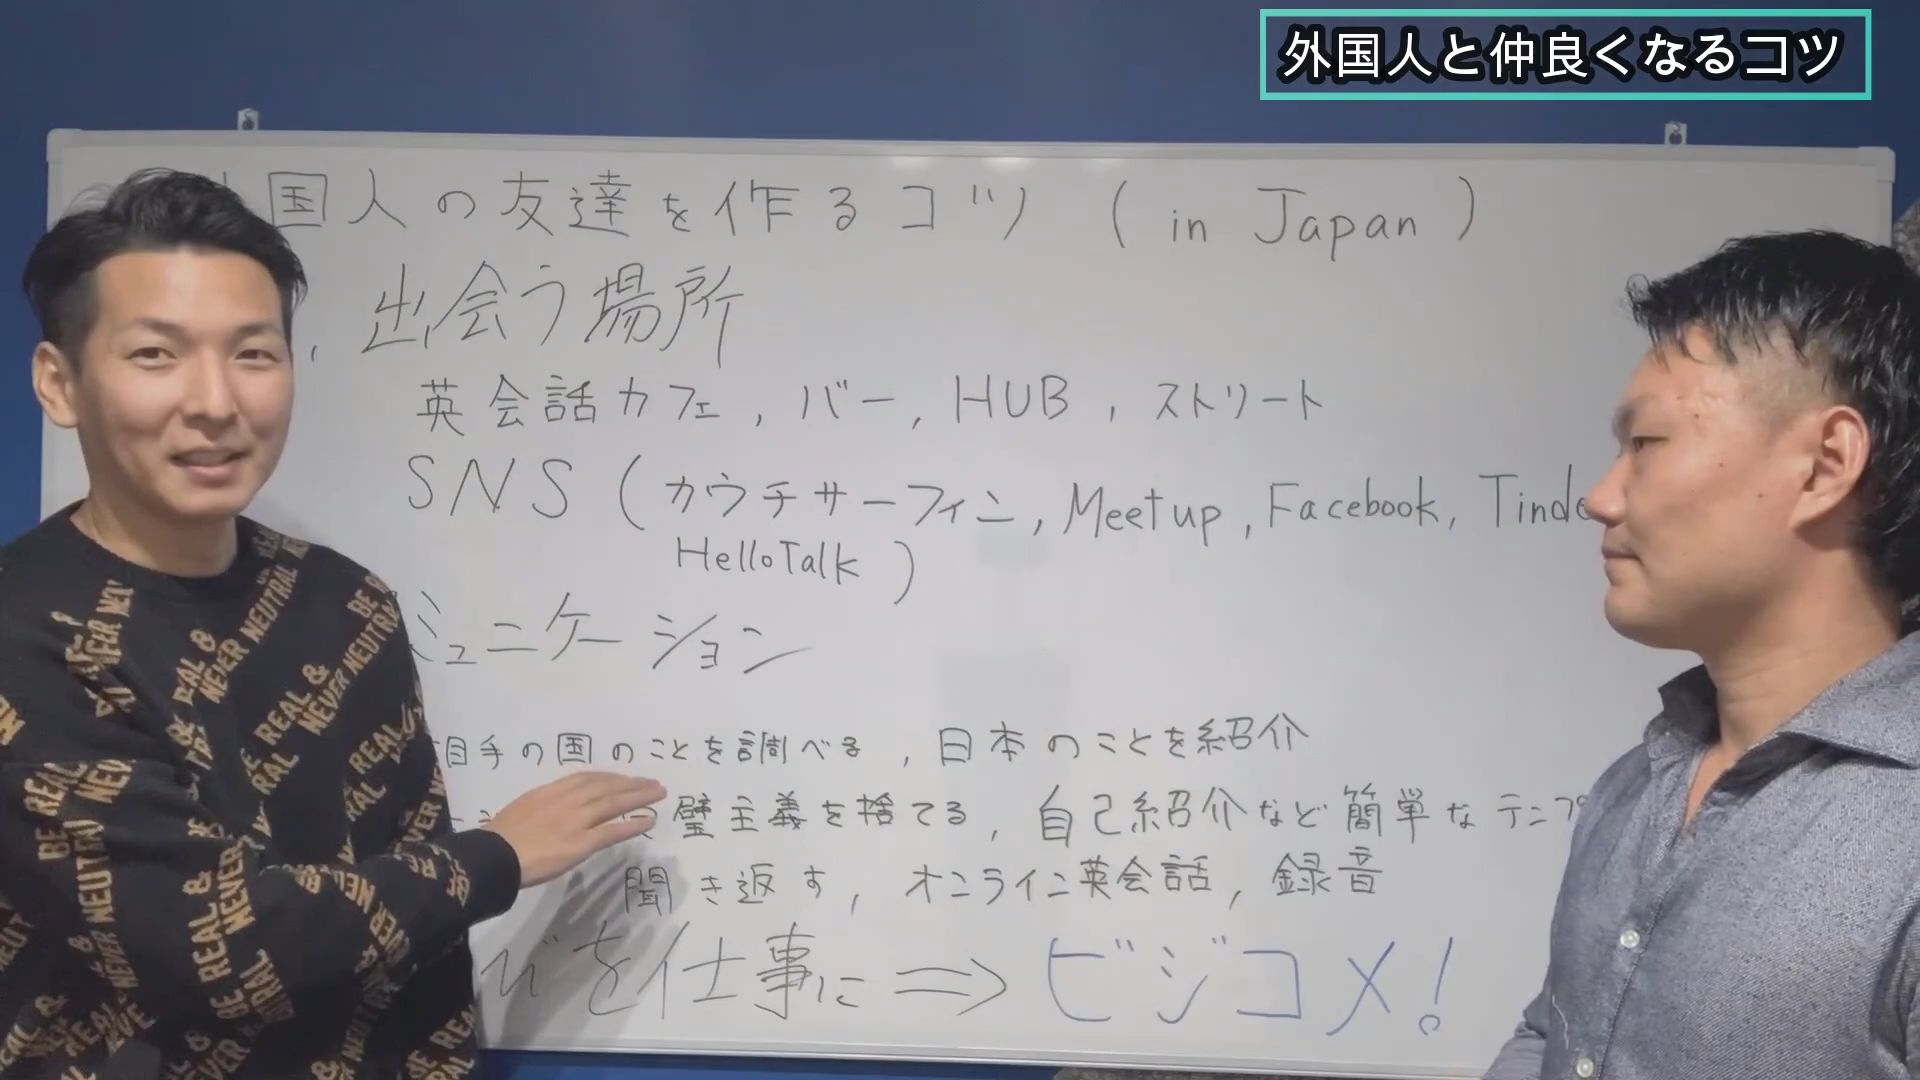 外国人と仲良くなるコツ
国人の友達を作るコツ (in Japan)
出会う場所
英会話カフェ, バー, HUB, ストリート
SNS (カウチサーフィン, Meetup, Facebook, Tinde
HelloTalk)
ミュニケーション
相手の国のことを調べる, 日本のことを紹介
璧主義を捨てる, 自己紹介など簡単なテンプ
聞き返す, オンライン英会話, 録音
びを仕事に ⇒ ビジコメ!
BE REAL & NEVER NEUTRAL